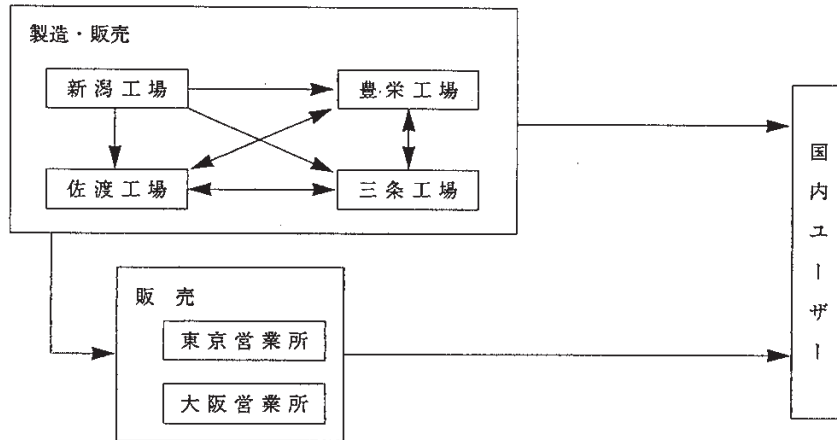 製造・販売
新潟工場
豊栄工場
佐渡工場
三条工場
国内ユーザー
販売
東京営業所
大阪営業所